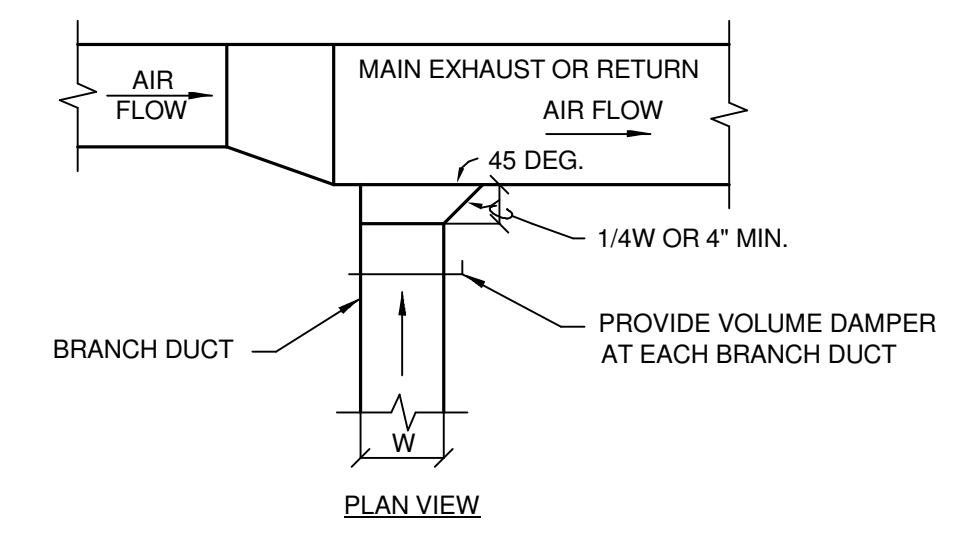 MAIN EXHAUST OR RETURN
AIR
FLOW
AIR FLOW
45 DEG.
1/4W OR 4" MIN.
PROVIDE VOLUME DAMPER
AT EACH BRANCH DUCT
BRANCH DUCT
W
PLAN VIEW